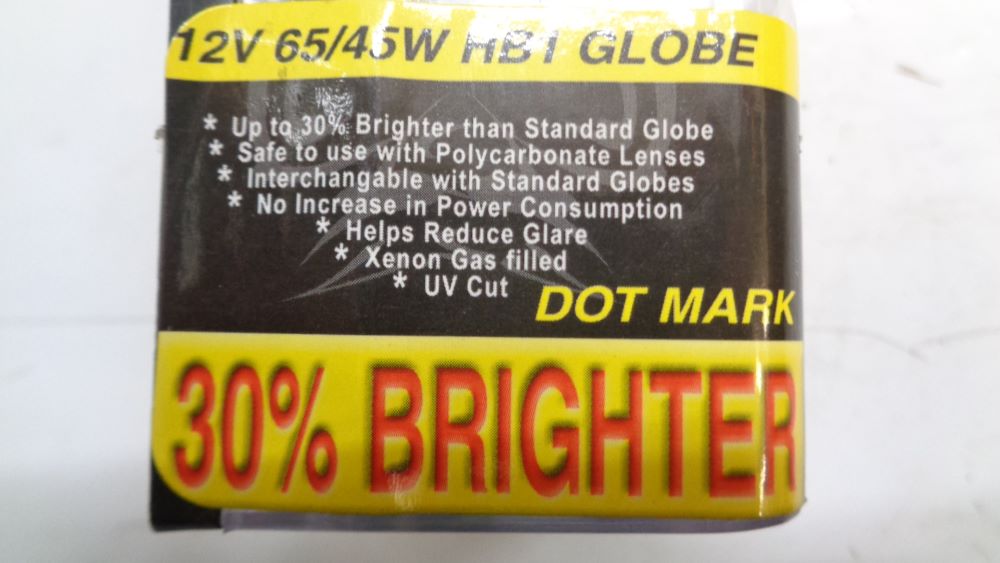 12V 65/45W HB1 GLOBE
* Up to 30% Brighter than Standard Globe
* Safe to use with Polycarbonate Lenses
* Interchangable with Standard Globes
* No Increase in Power Consumption
* Helps Reduce Glare
* Xenon Gas filled
* UV Cut
DOT MARK
30% BRIGHTER